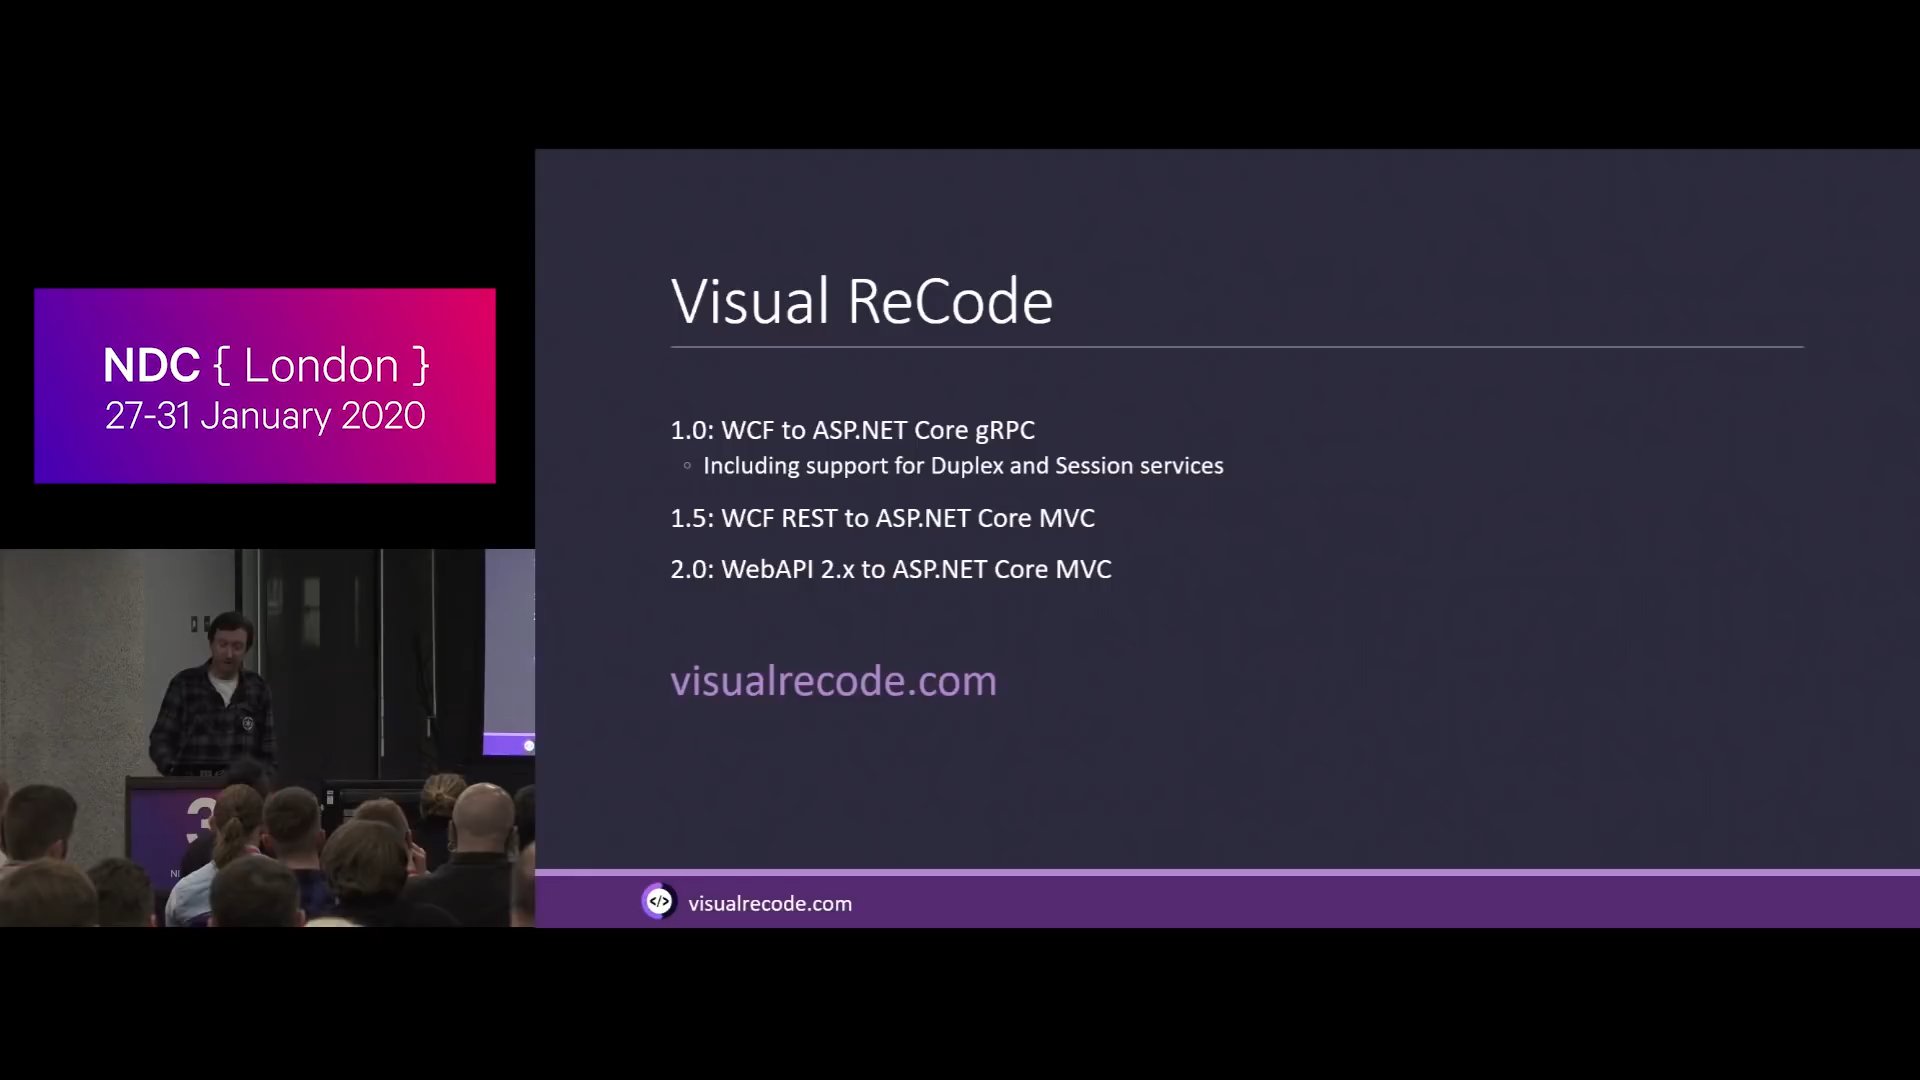 NDC { London }
27-31 January 2020
Visual ReCode
1.0: WCF to ASP.NET Core gRPC
◦ Including support for Duplex and Session services
1.5: WCF REST to ASP.NET Core MVC
2.0: WebAPI 2.x to ASP.NET Core MVC
visualrecode.com
</> visualrecode.com
3